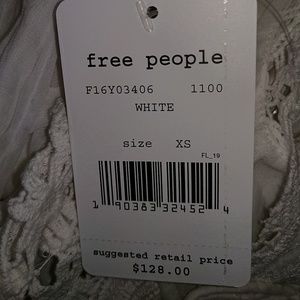 free people
F16Y03406 1100
WHITE
size XS
FL_19
1 90383 32452 4
suggested retail price
$128.00